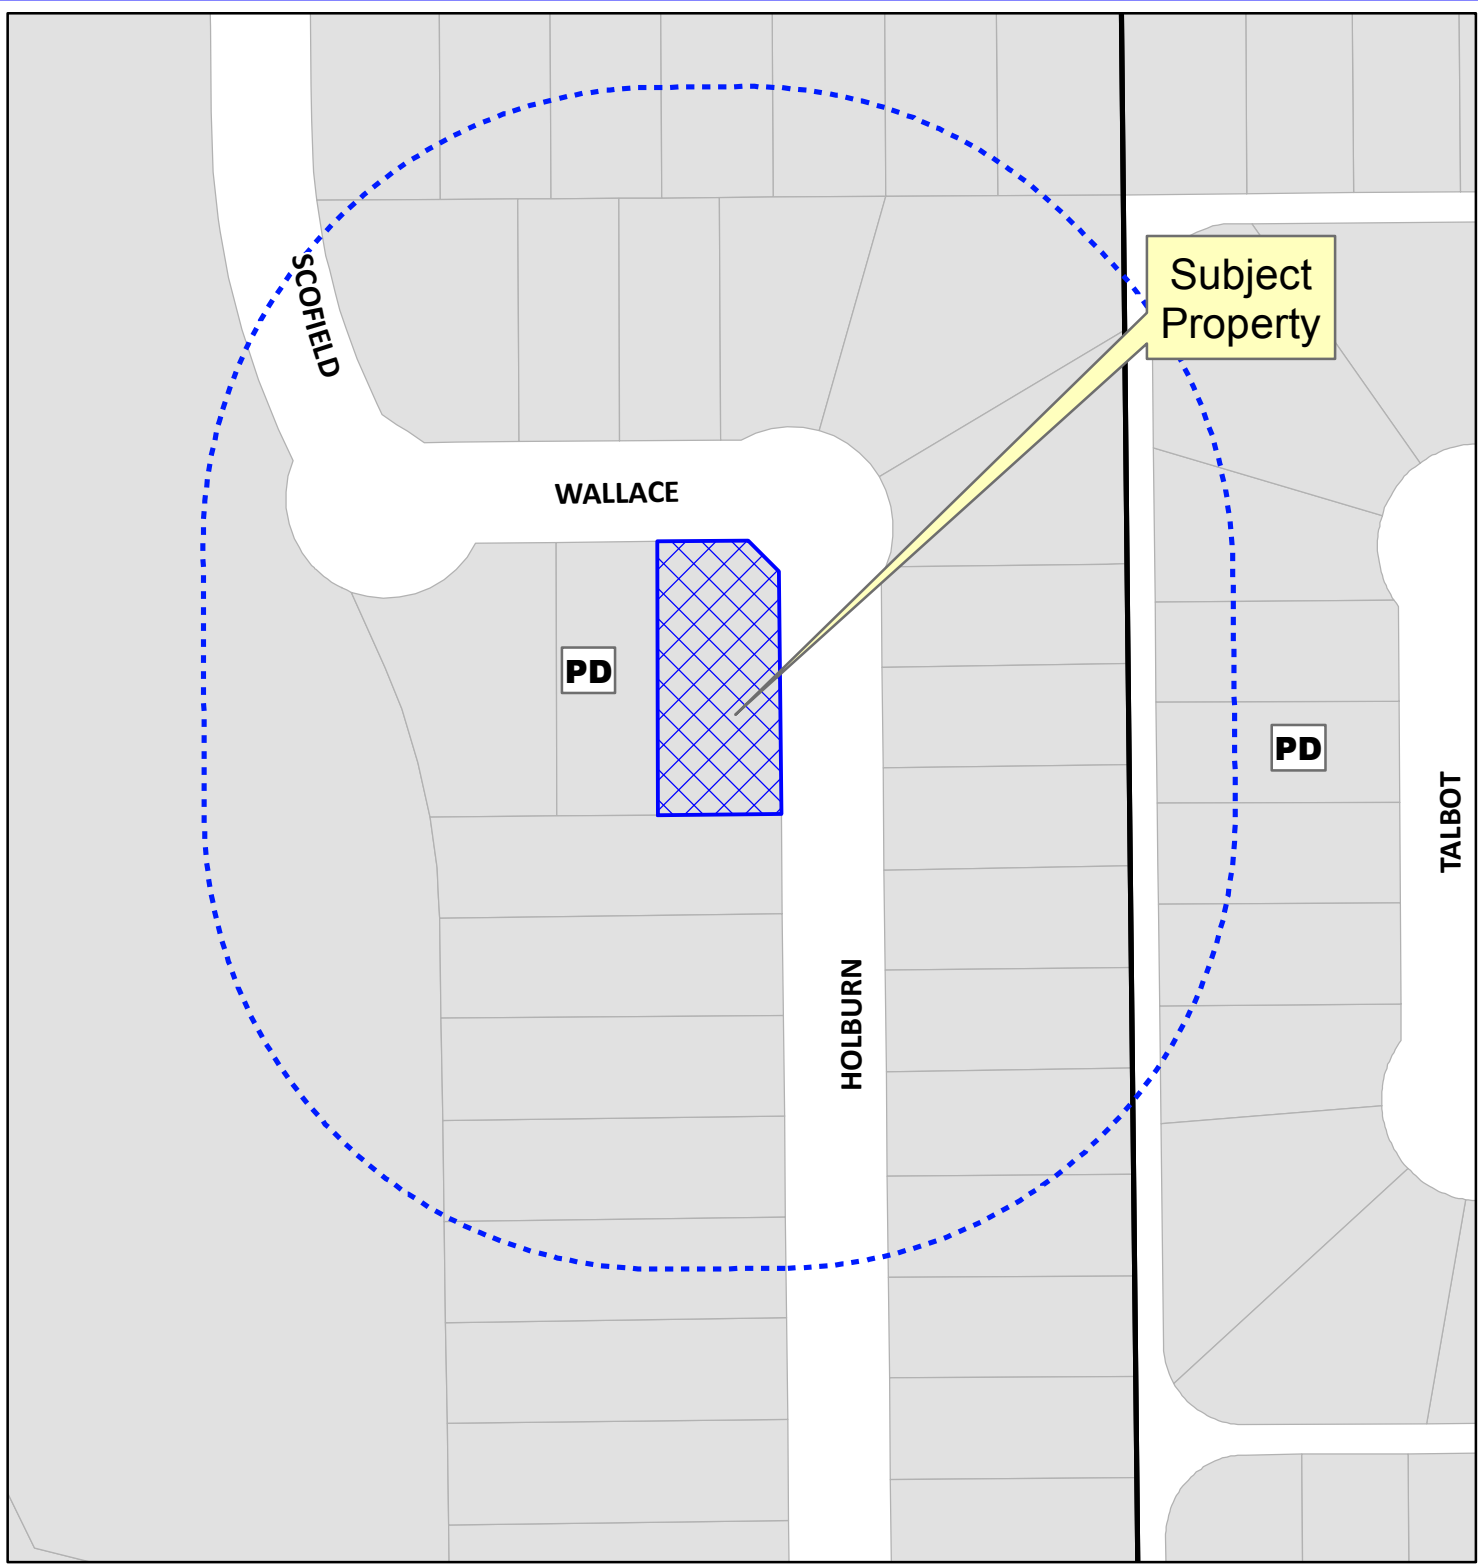 SCOFIELD
Subject
Property
WALLACE
PD
PD
TALBOT
HOLBURN